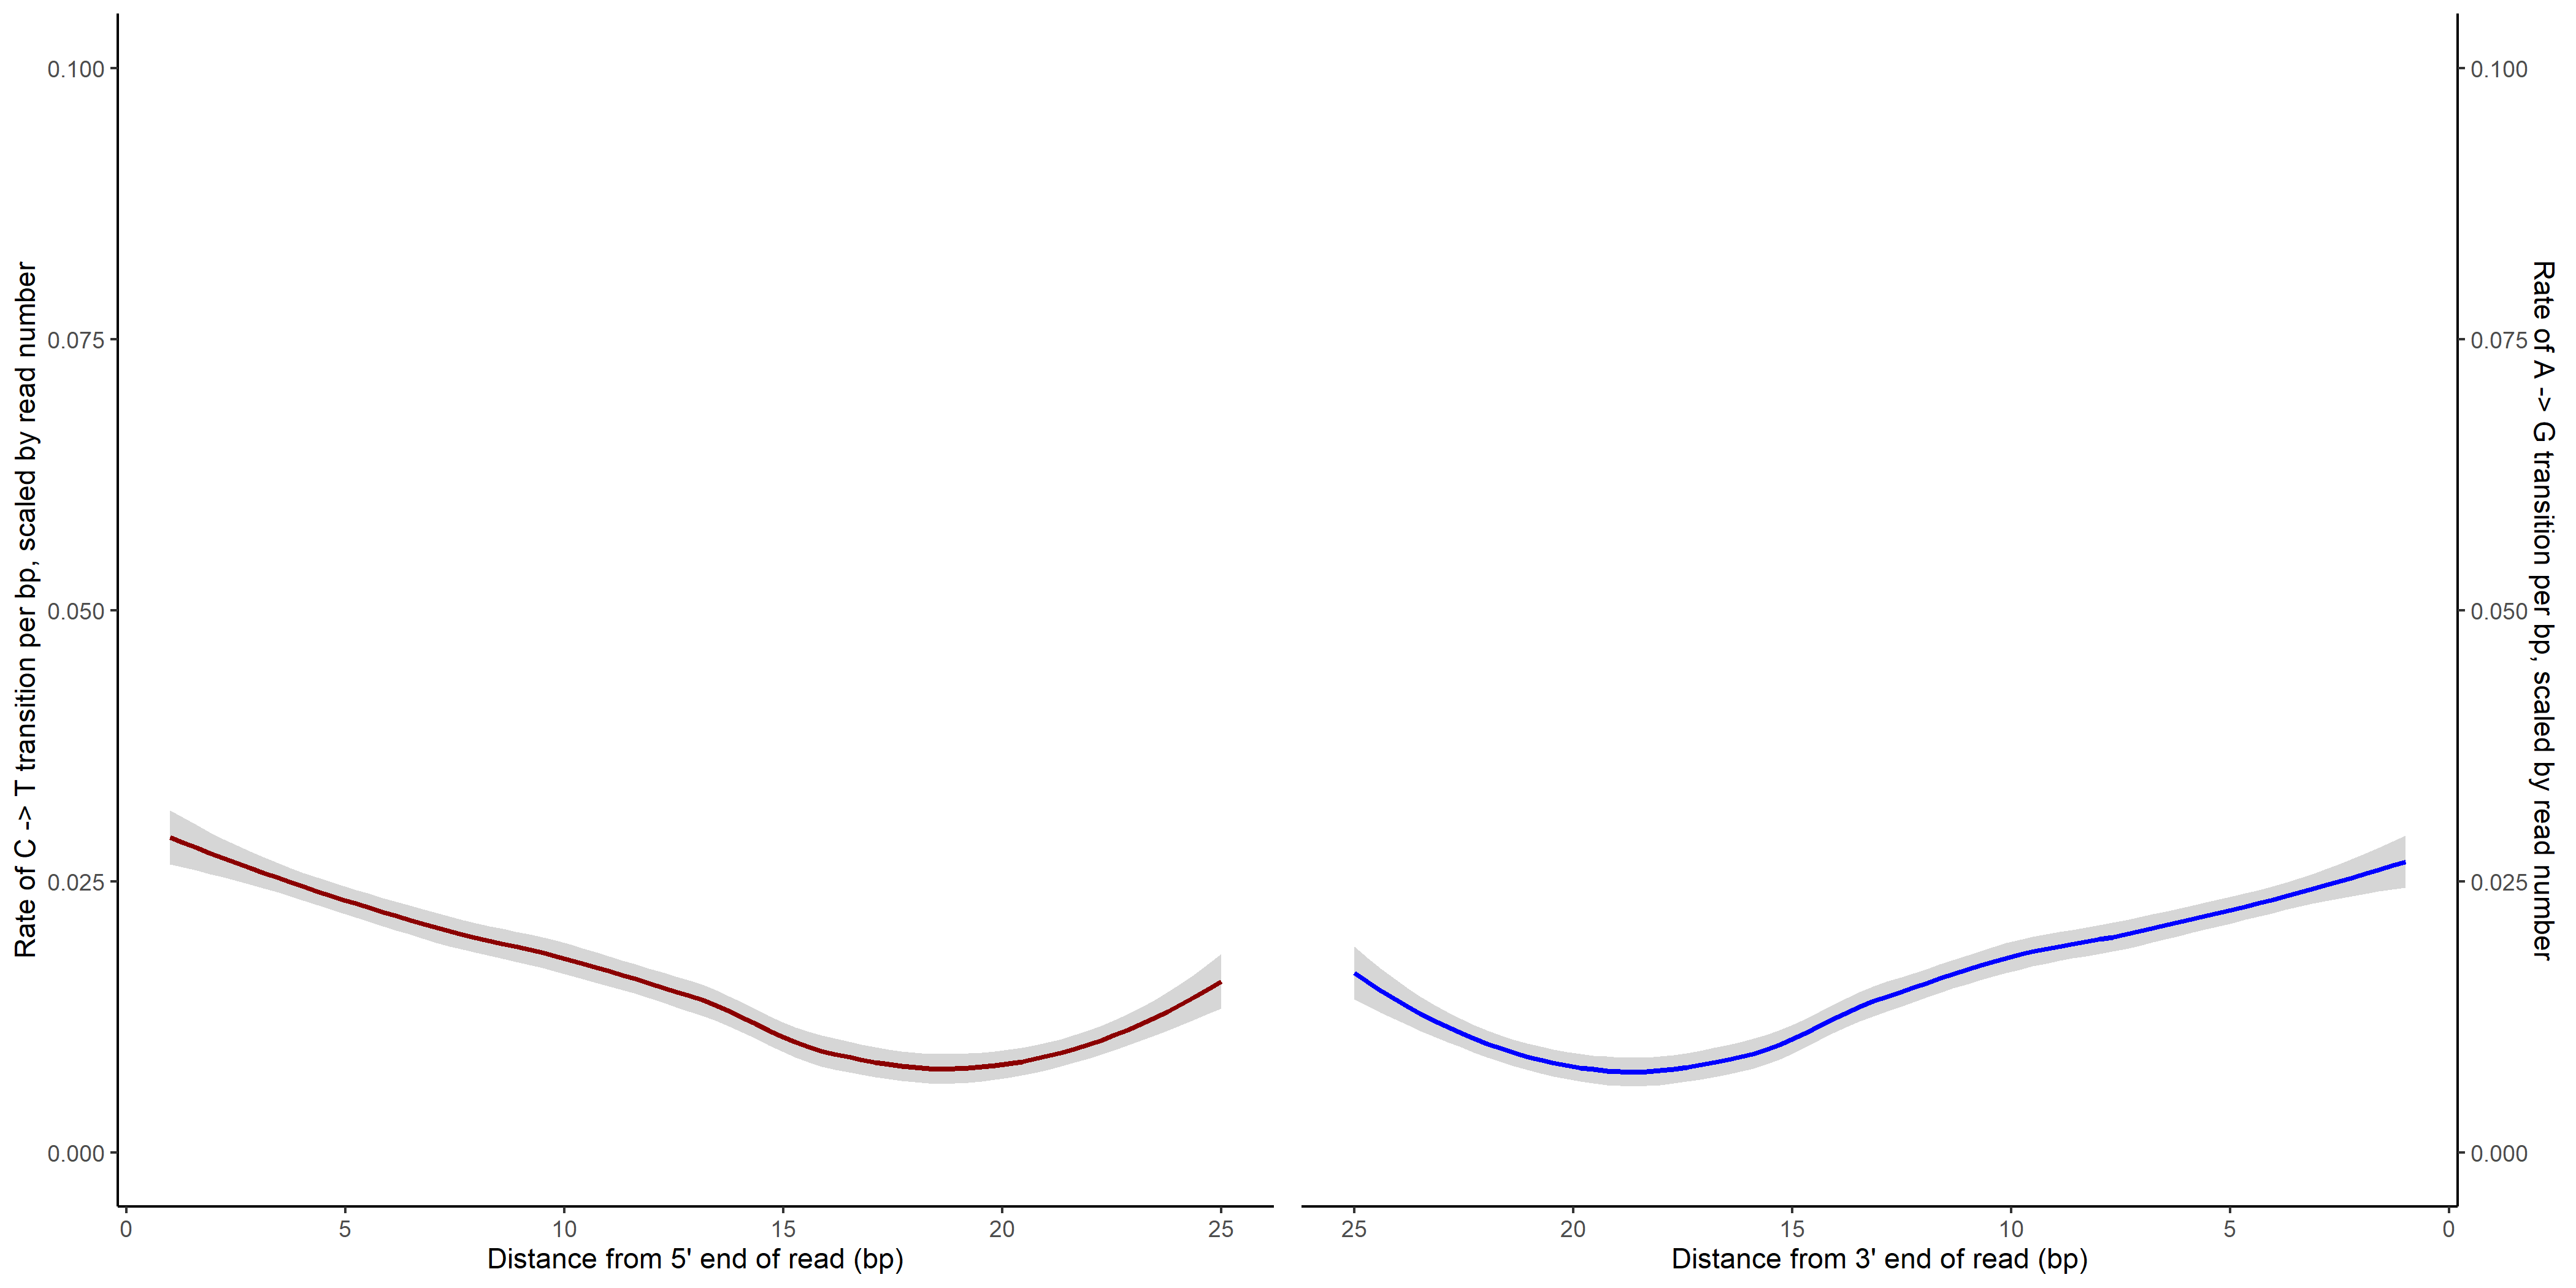 Rate of C -> T transition per bp, scaled by read number
0.100
0.075
0.050
0.025
0.000
0 5 10 15 20 25
Distance from 5' end of read (bp)
25 20 15 10 5 0
Distance from 3' end of read (bp)
0.100
0.075
0.050
0.025
0.000
Rate of A -> G transition per bp, scaled by read number